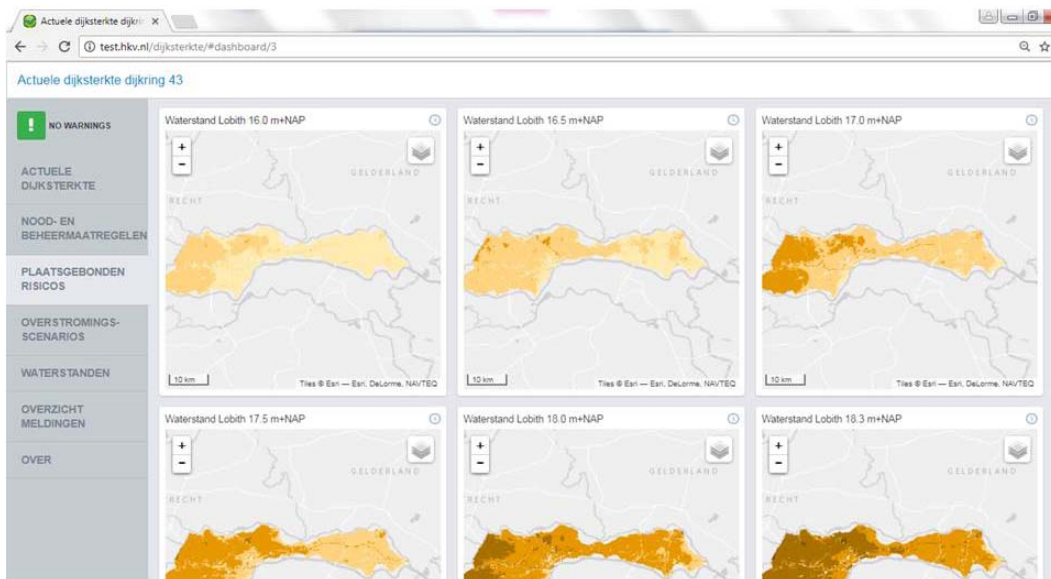 Actuele dijksterkte dijkri
test.hkv.nl/dijksterkte/#dashboard/3
Actuele dijksterkte dijkring 43
NO WARNINGS
ACTUELE
DIJKSTERKTE
NOOD- EN
BEHEERMAATREGELEN
PLAATSGEBONDEN
RISICOS
OVERSTROMINGS-
SCENARIOS
WATERSTANDEN
OVERZICHT
MELDINGEN
OVER
Waterstand Lobith 16.0 m+NAP
+
-
GELDERLAND
RECHT
10 km
Tiles © Esri — Esri, DeLorme, NAVTEQ
Waterstand Lobith 16.5 m+NAP
+
-
GELDERLAND
RECHT
10 km
Tiles © Esri — Esri, DeLorme, NAVTEQ
Waterstand Lobith 17.0 m+NAP
+
-
GELDERLAND
RECHT
10 km
Tiles © Esri — Esri, DeLorme, NAVTEQ
Waterstand Lobith 17.5 m+NAP
+
-
GELDERLAND
RECHT
Waterstand Lobith 18.0 m+NAP
+
-
GELDERLAND
RECHT
Waterstand Lobith 18.3 m+NAP
+
-
GELDERLAND
RECHT